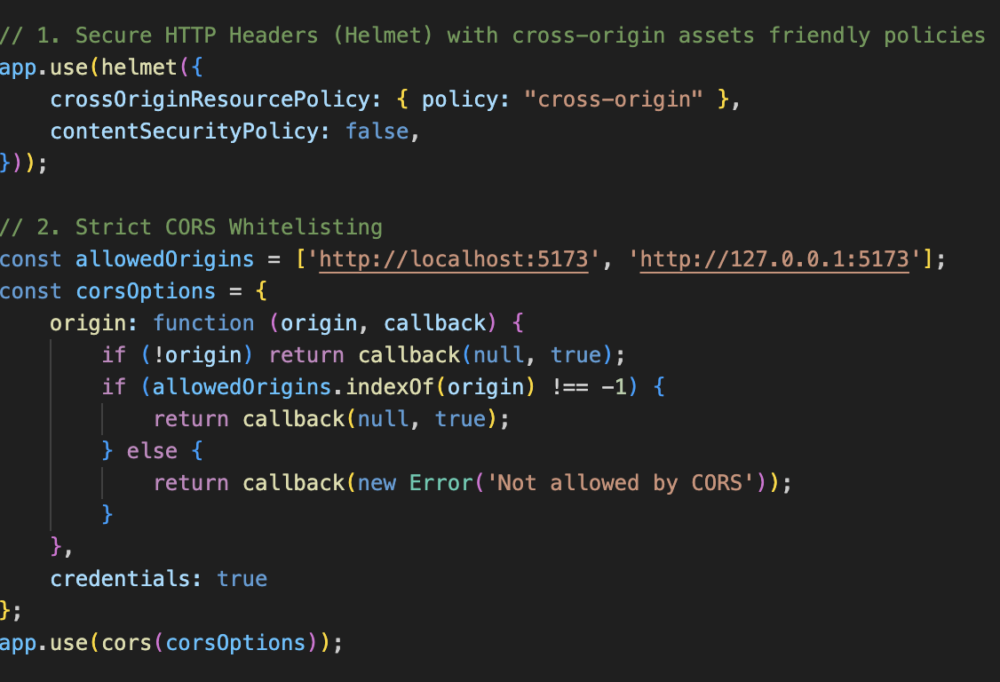 // 1. Secure HTTP Headers (Helmet) with cross-origin assets friendly policies
app.use(helmet({
    crossOriginResourcePolicy: { policy: "cross-origin" },
    contentSecurityPolicy: false,
}));

// 2. Strict CORS Whitelisting
const allowedOrigins = ['http://localhost:5173', 'http://127.0.0.1:5173'];
const corsOptions = {
    origin: function (origin, callback) {
        if (!origin) return callback(null, true);
        if (allowedOrigins.indexOf(origin) !== -1) {
            return callback(null, true);
        } else {
            return callback(new Error('Not allowed by CORS'));
        }
    },
    credentials: true
};
app.use(cors(corsOptions));